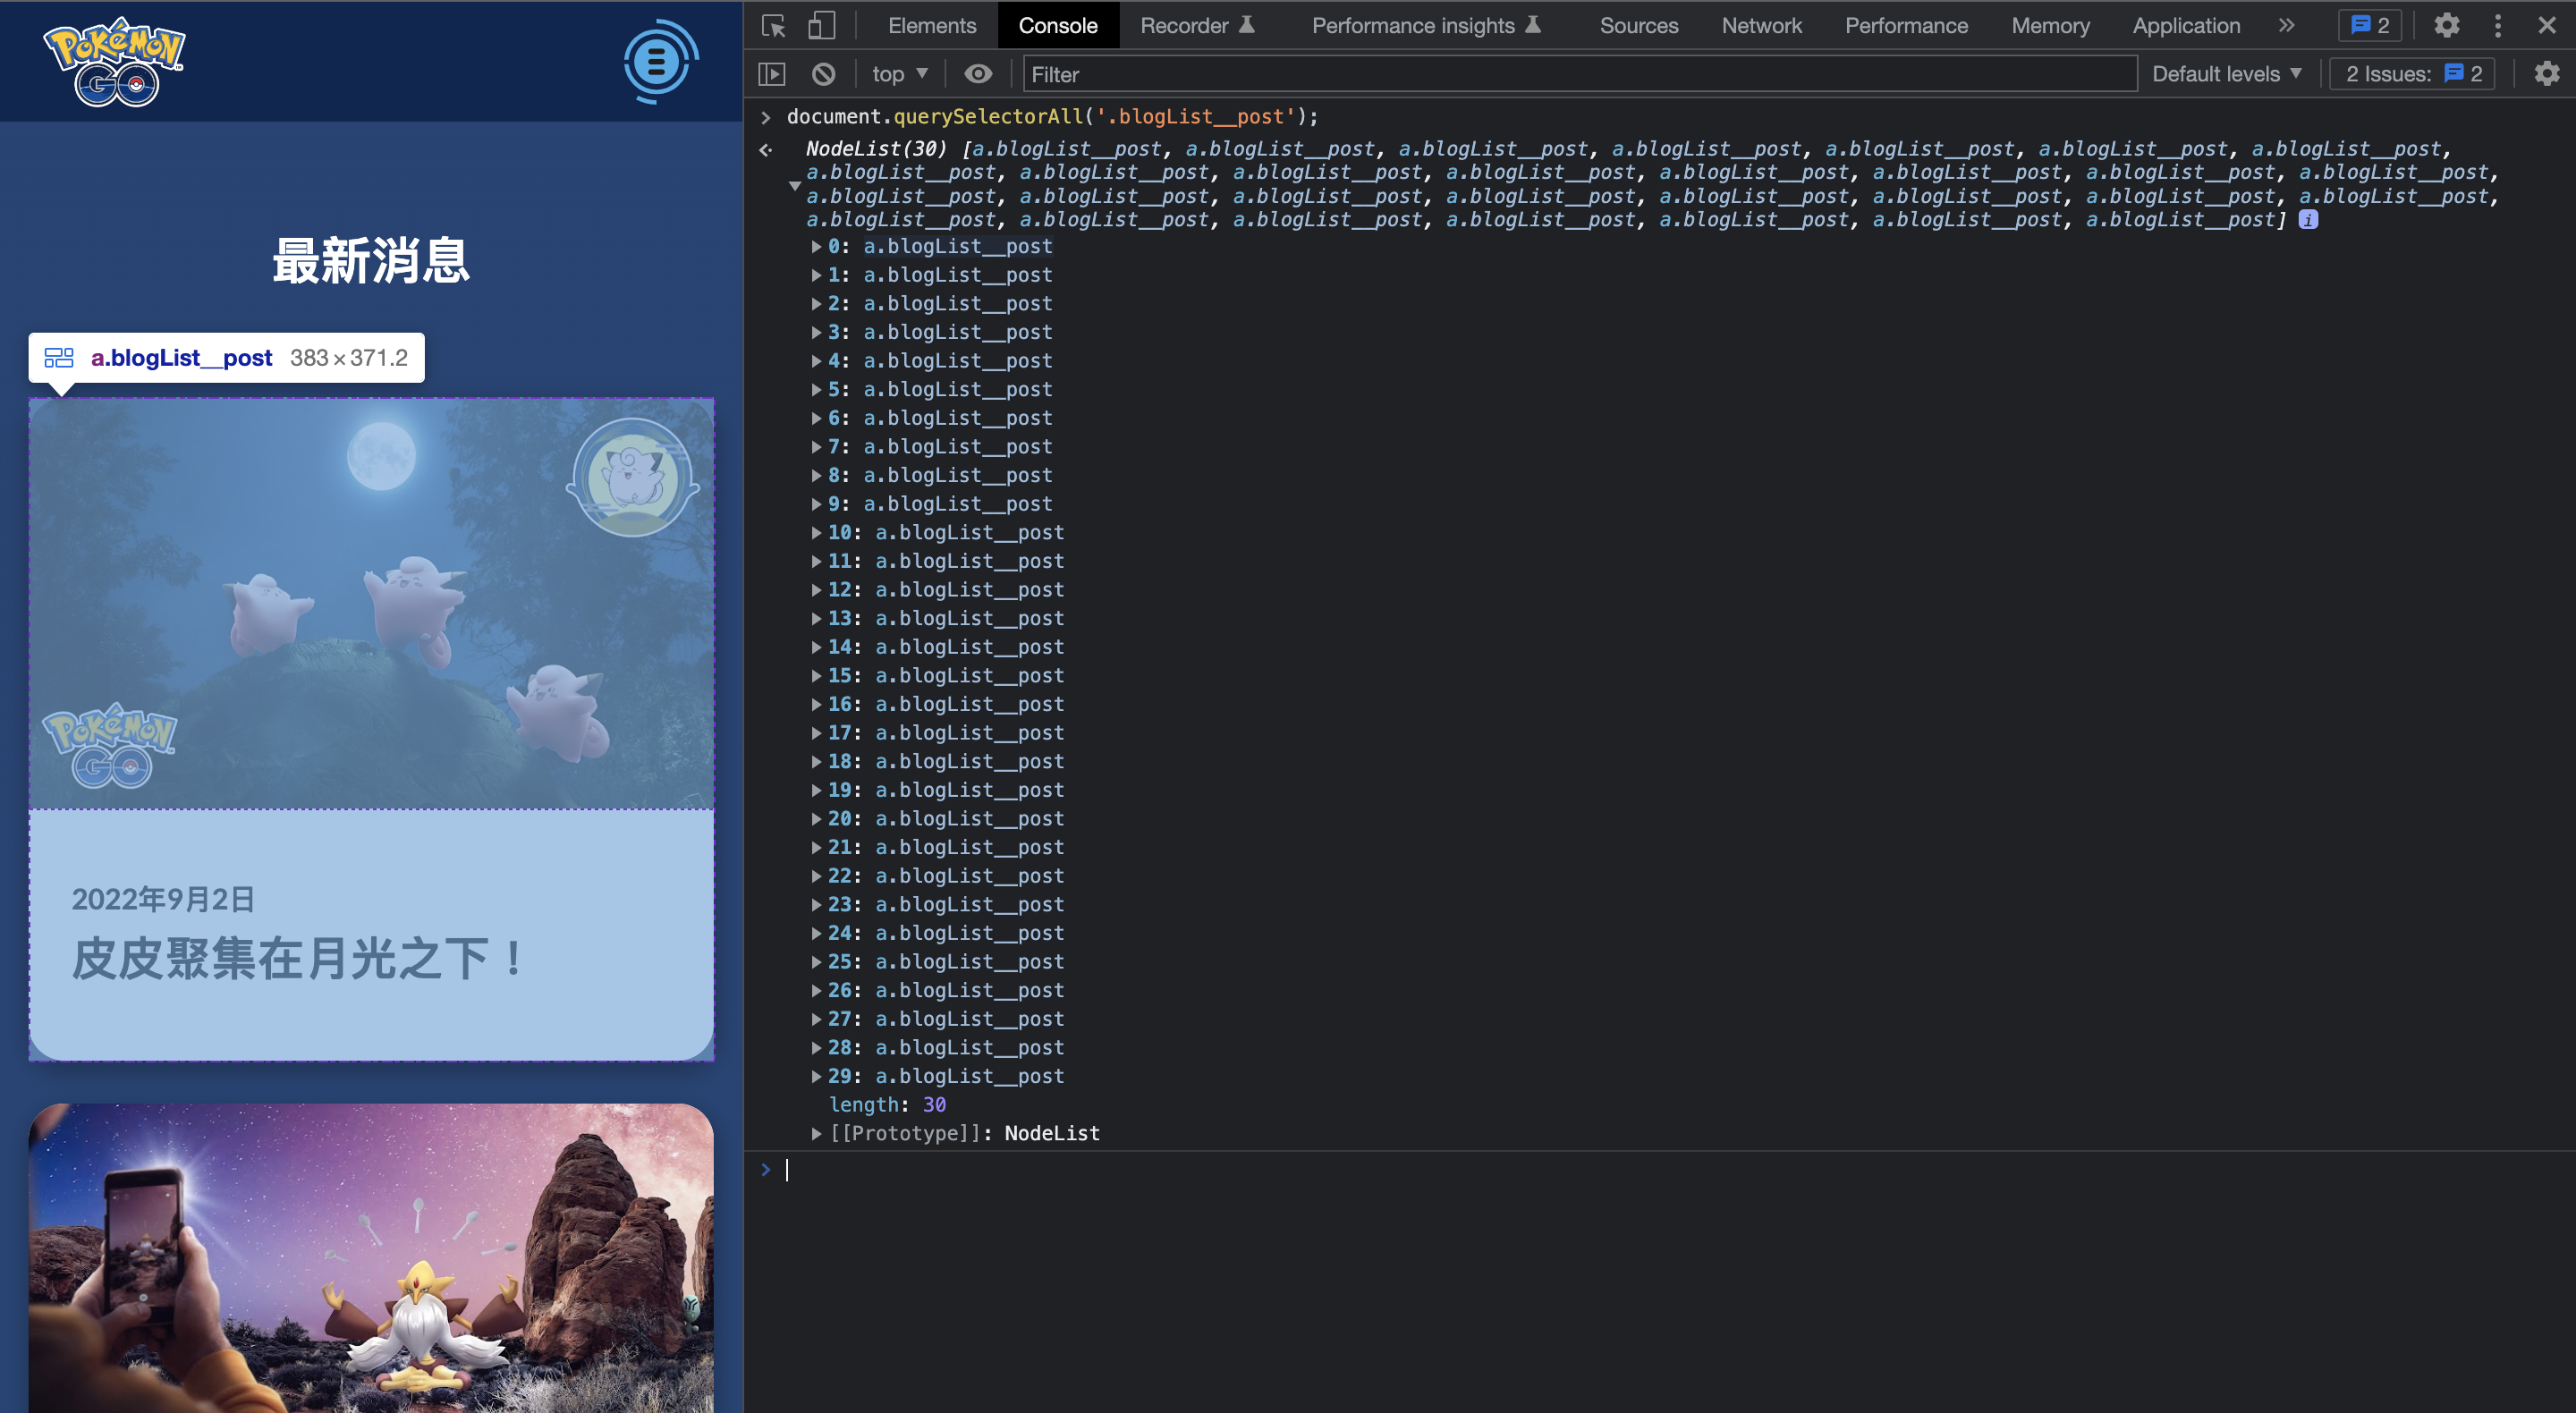 Pokémon GO
最新消息
a.blogList__post 383 × 371.2
Pokémon GO
2022年9月2日
皮皮聚集在月光之下！
Elements Console Recorder Performance insights Sources Network Performance Memory Application 2
top Filter Default levels 2 Issues: 2
document.querySelectorAll('.blogList__post');
NodeList(30) [a.blogList__post, a.blogList__post, a.blogList__post, a.blogList__post, a.blogList__post, a.blogList__post, a.blogList__post,
a.blogList__post, a.blogList__post, a.blogList__post, a.blogList__post, a.blogList__post, a.blogList__post, a.blogList__post, a.blogList__post,
a.blogList__post, a.blogList__post, a.blogList__post, a.blogList__post, a.blogList__post, a.blogList__post, a.blogList__post, a.blogList__post,
a.blogList__post, a.blogList__post, a.blogList__post, a.blogList__post, a.blogList__post, a.blogList__post, a.blogList__post] i
0: a.blogList__post
1: a.blogList__post
2: a.blogList__post
3: a.blogList__post
4: a.blogList__post
5: a.blogList__post
6: a.blogList__post
7: a.blogList__post
8: a.blogList__post
9: a.blogList__post
10: a.blogList__post
11: a.blogList__post
12: a.blogList__post
13: a.blogList__post
14: a.blogList__post
15: a.blogList__post
16: a.blogList__post
17: a.blogList__post
18: a.blogList__post
19: a.blogList__post
20: a.blogList__post
21: a.blogList__post
22: a.blogList__post
23: a.blogList__post
24: a.blogList__post
25: a.blogList__post
26: a.blogList__post
27: a.blogList__post
28: a.blogList__post
29: a.blogList__post
length: 30
[[Prototype]]: NodeList